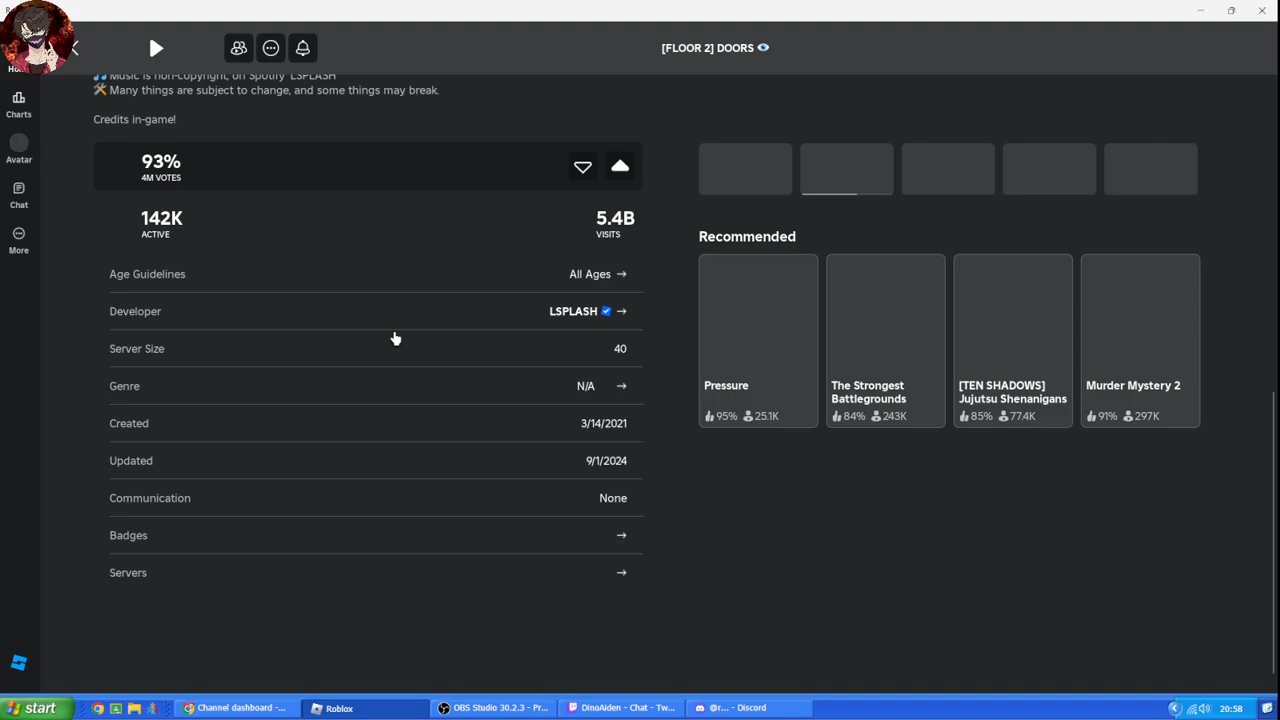 [FLOOR 2] DOORS
Charts
Avatar
Chat
More
Music is non-copyright, on Spotify 'LSPLASH'
Many things are subject to change, and some things may break.
Credits in-game!
93%
4M VOTES
142K
ACTIVE
5.4B
VISITS
Age Guidelines All Ages
Developer LSPLASH
Server Size 40
Genre N/A
Created 3/14/2021
Updated 9/1/2024
Communication None
Badges
Servers
Recommended
Pressure
95% 25.1K
The Strongest
Battlegrounds
84% 243K
[TEN SHADOWS]
Jujutsu Shenanigans
85% 77.4K
Murder Mystery 2
91% 297K
start
Channel dashboard -...
Roblox
OBS Studio 30.2.3 - Pr...
DinoAiden - Chat - Tw...
@r... - Discord
20:58